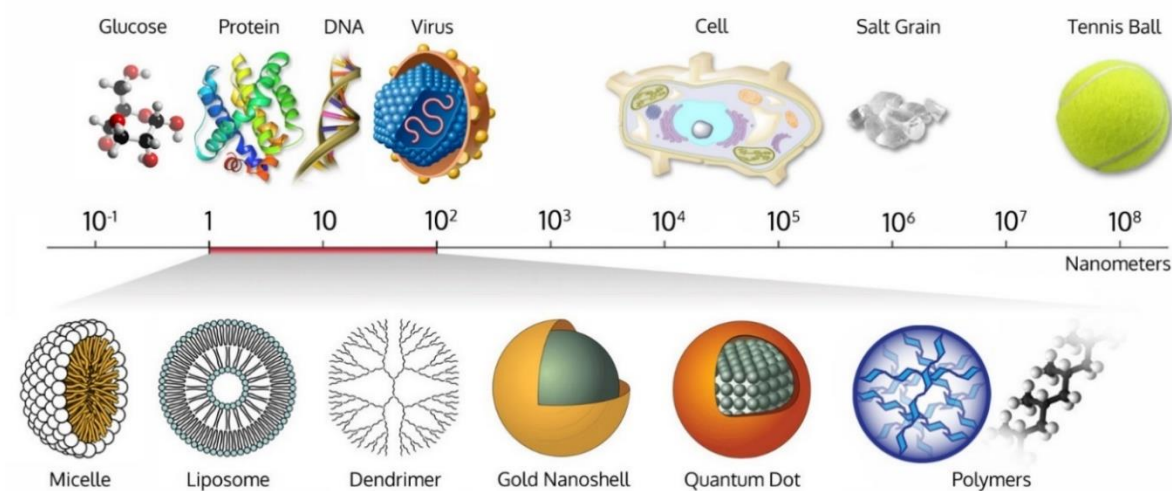 Glucose Protein DNA Virus Cell Salt Grain Tennis Ball
10⁻¹ 1 10 10² 10³ 10⁴ 10⁵ 10⁶ 10⁷ 10⁸
Nanometers
Micelle Liposome Dendrimer Gold Nanoshell Quantum Dot Polymers